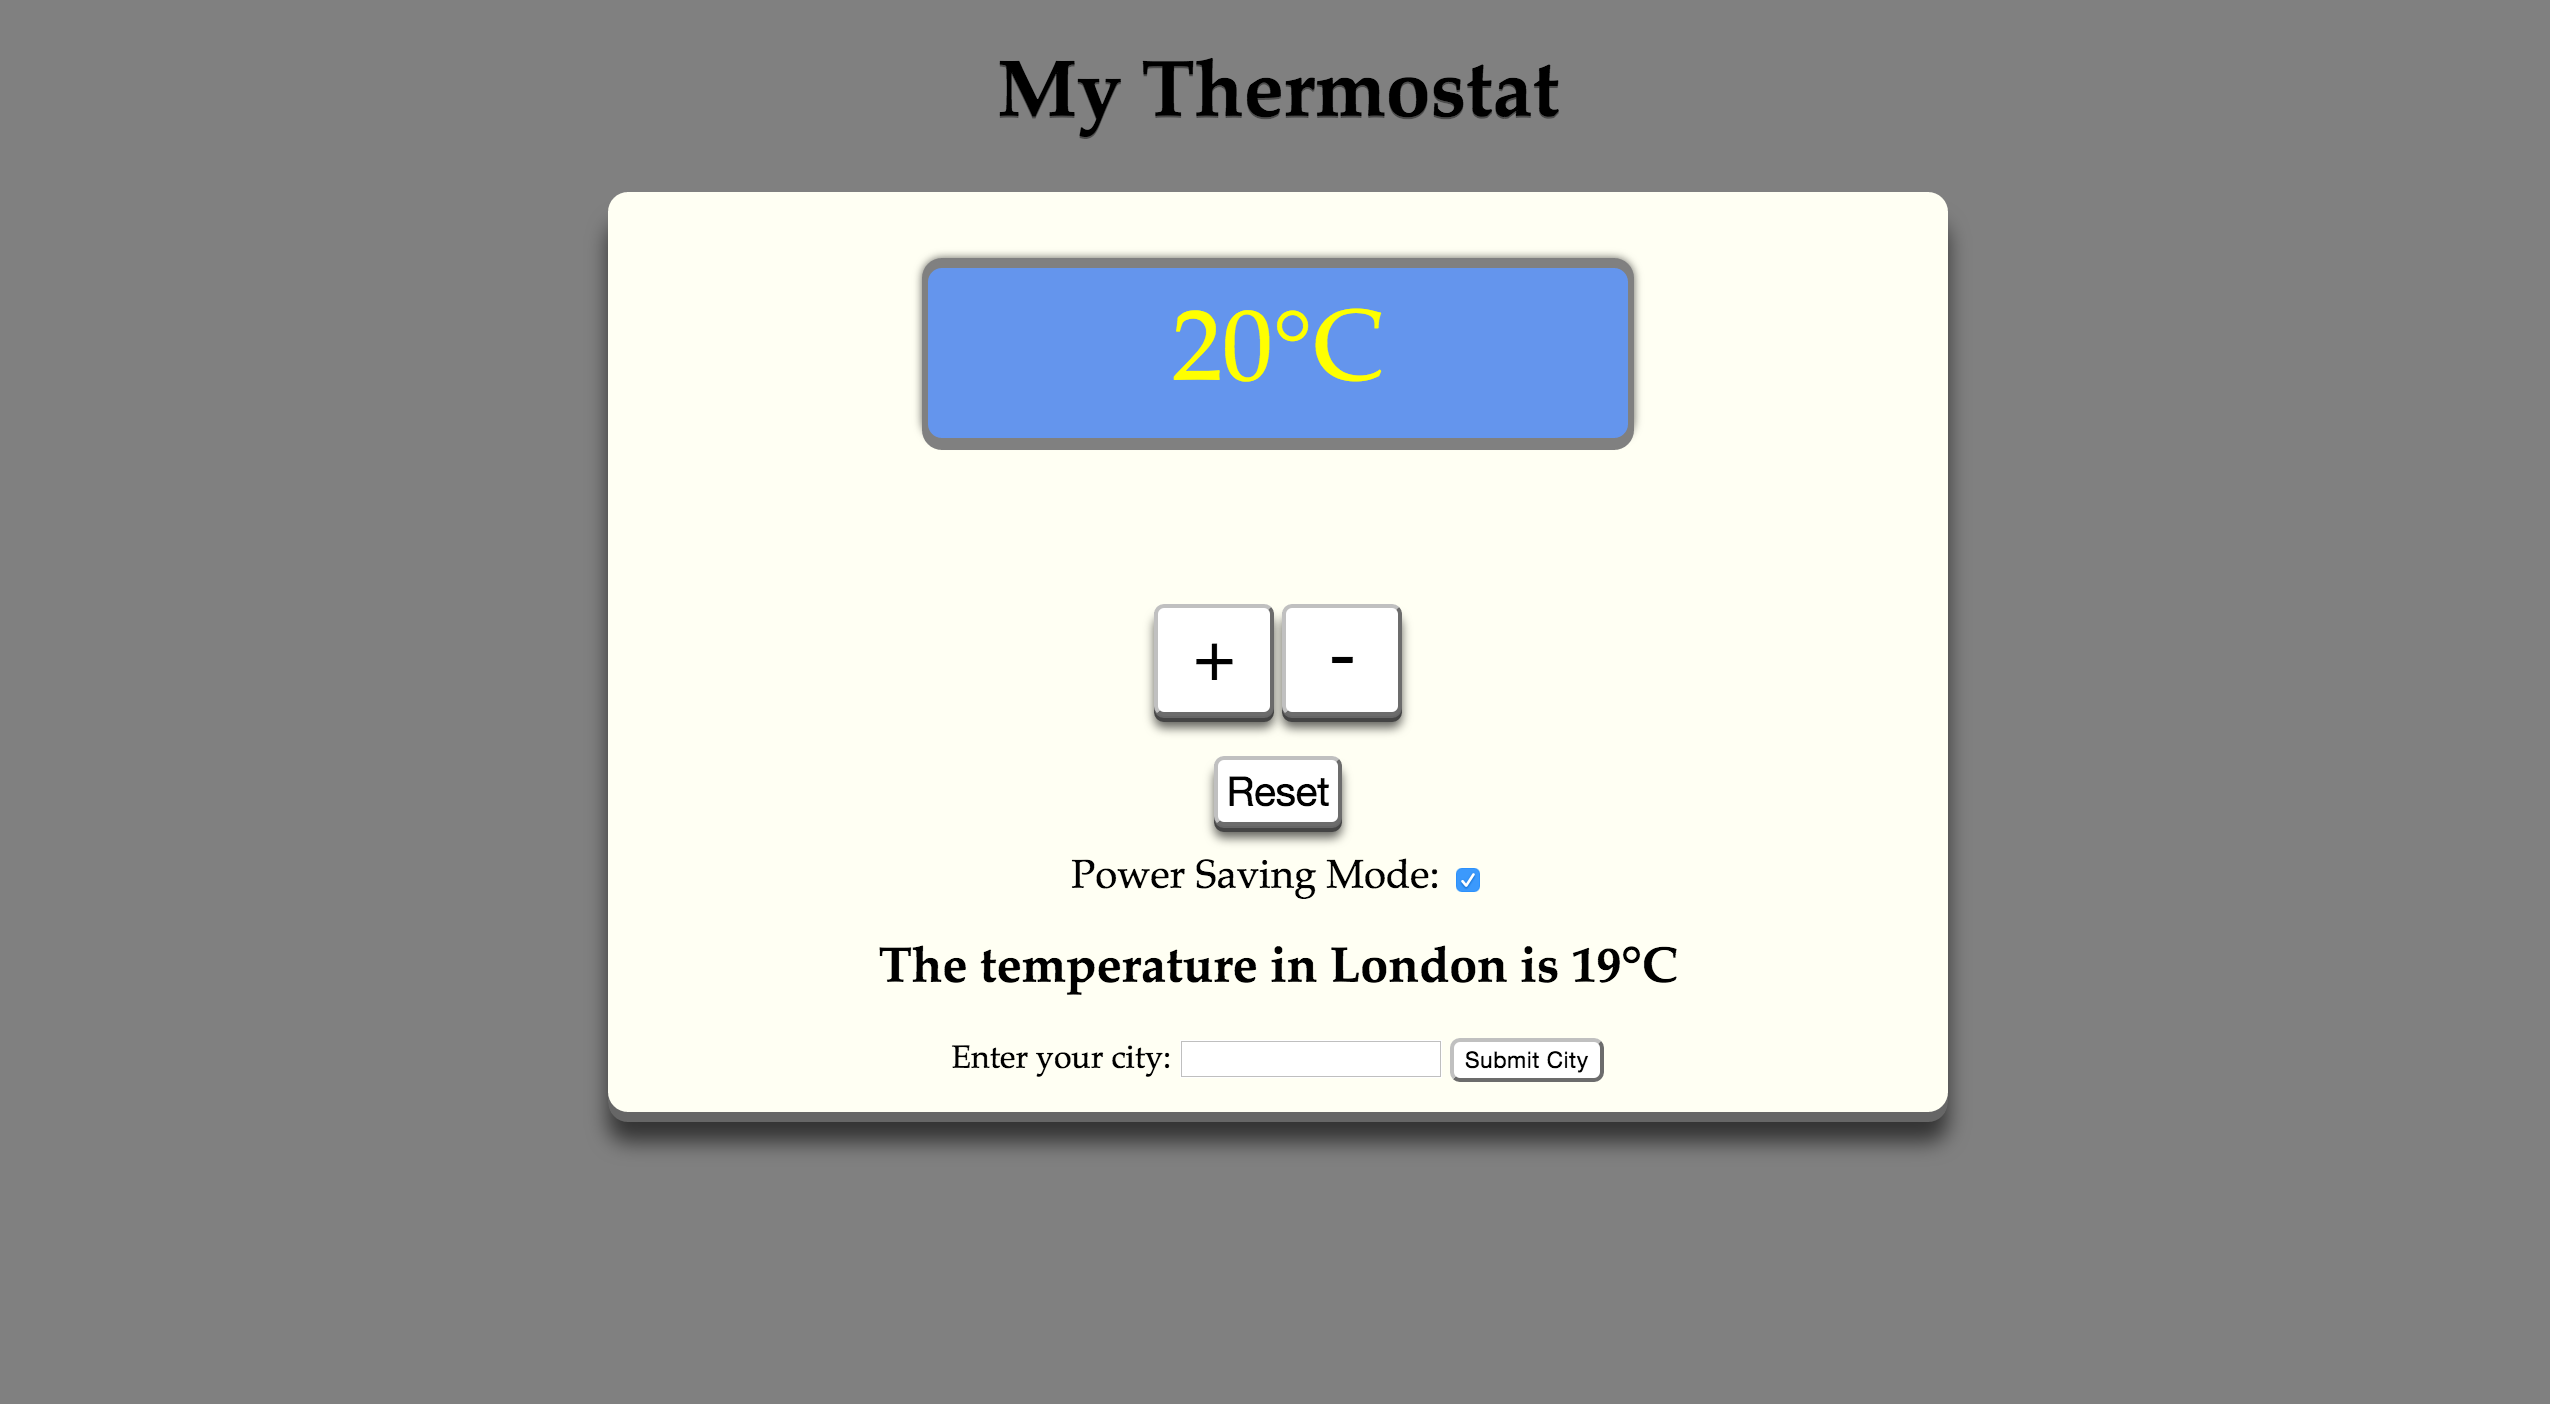 My Thermostat
20°C
+ -
Reset
Power Saving Mode:
The temperature in London is 19°C
Enter your city: Submit City